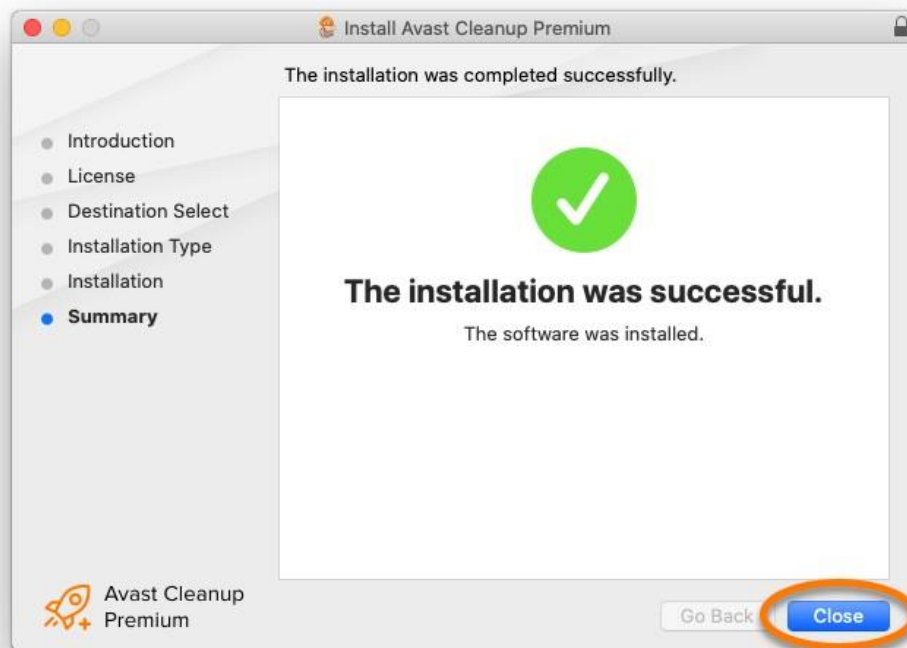 Install Avast Cleanup Premium
The installation was completed successfully.
Introduction
License
Destination Select
Installation Type
Installation
Summary
The installation was successful.
The software was installed.
Avast Cleanup
Premium
Go Back
Close